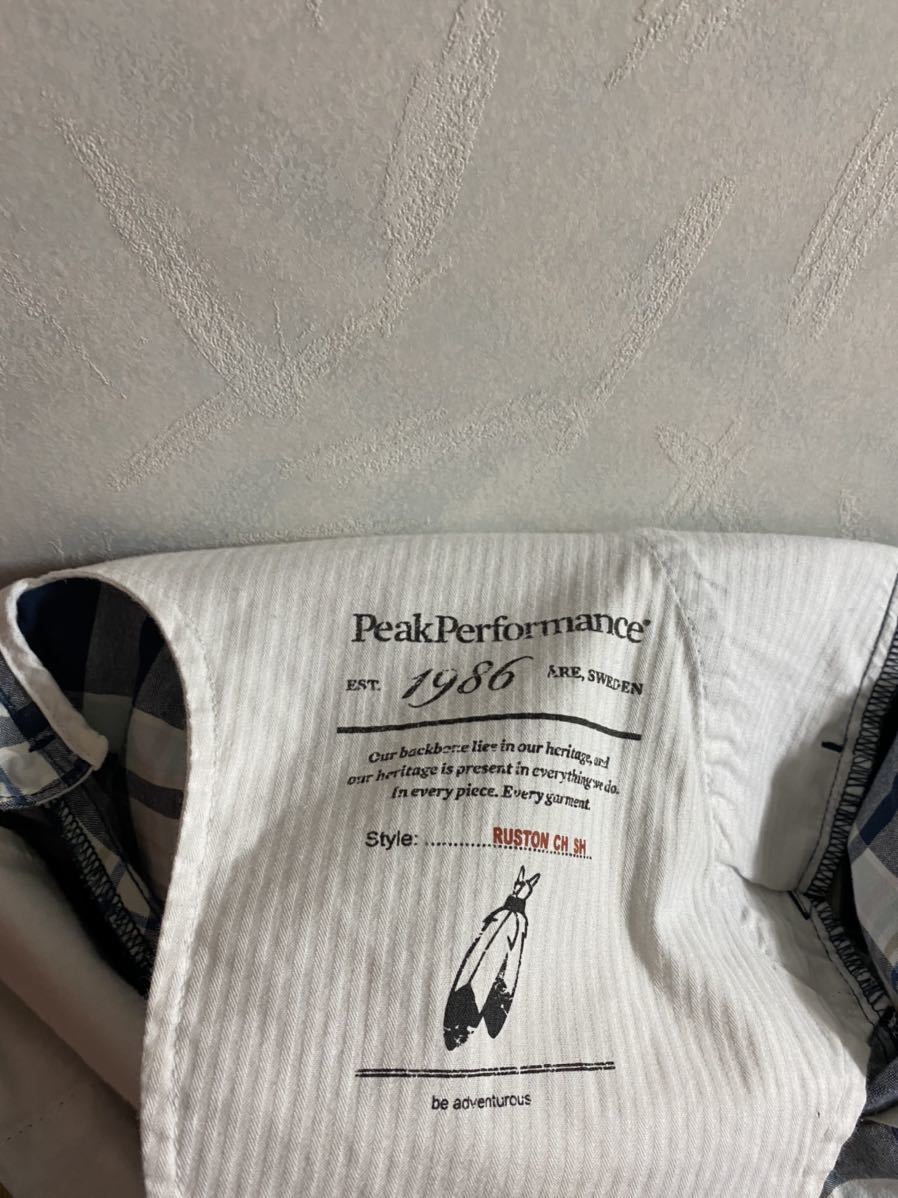 PeakPerformance®
EST. 1986 ÅRE, SWEDEN
Our backbone lies in our heritage, and
our heritage is present in everything we do.
In every piece. Every garment.
Style: ............RUSTON CH SH
be adventurous